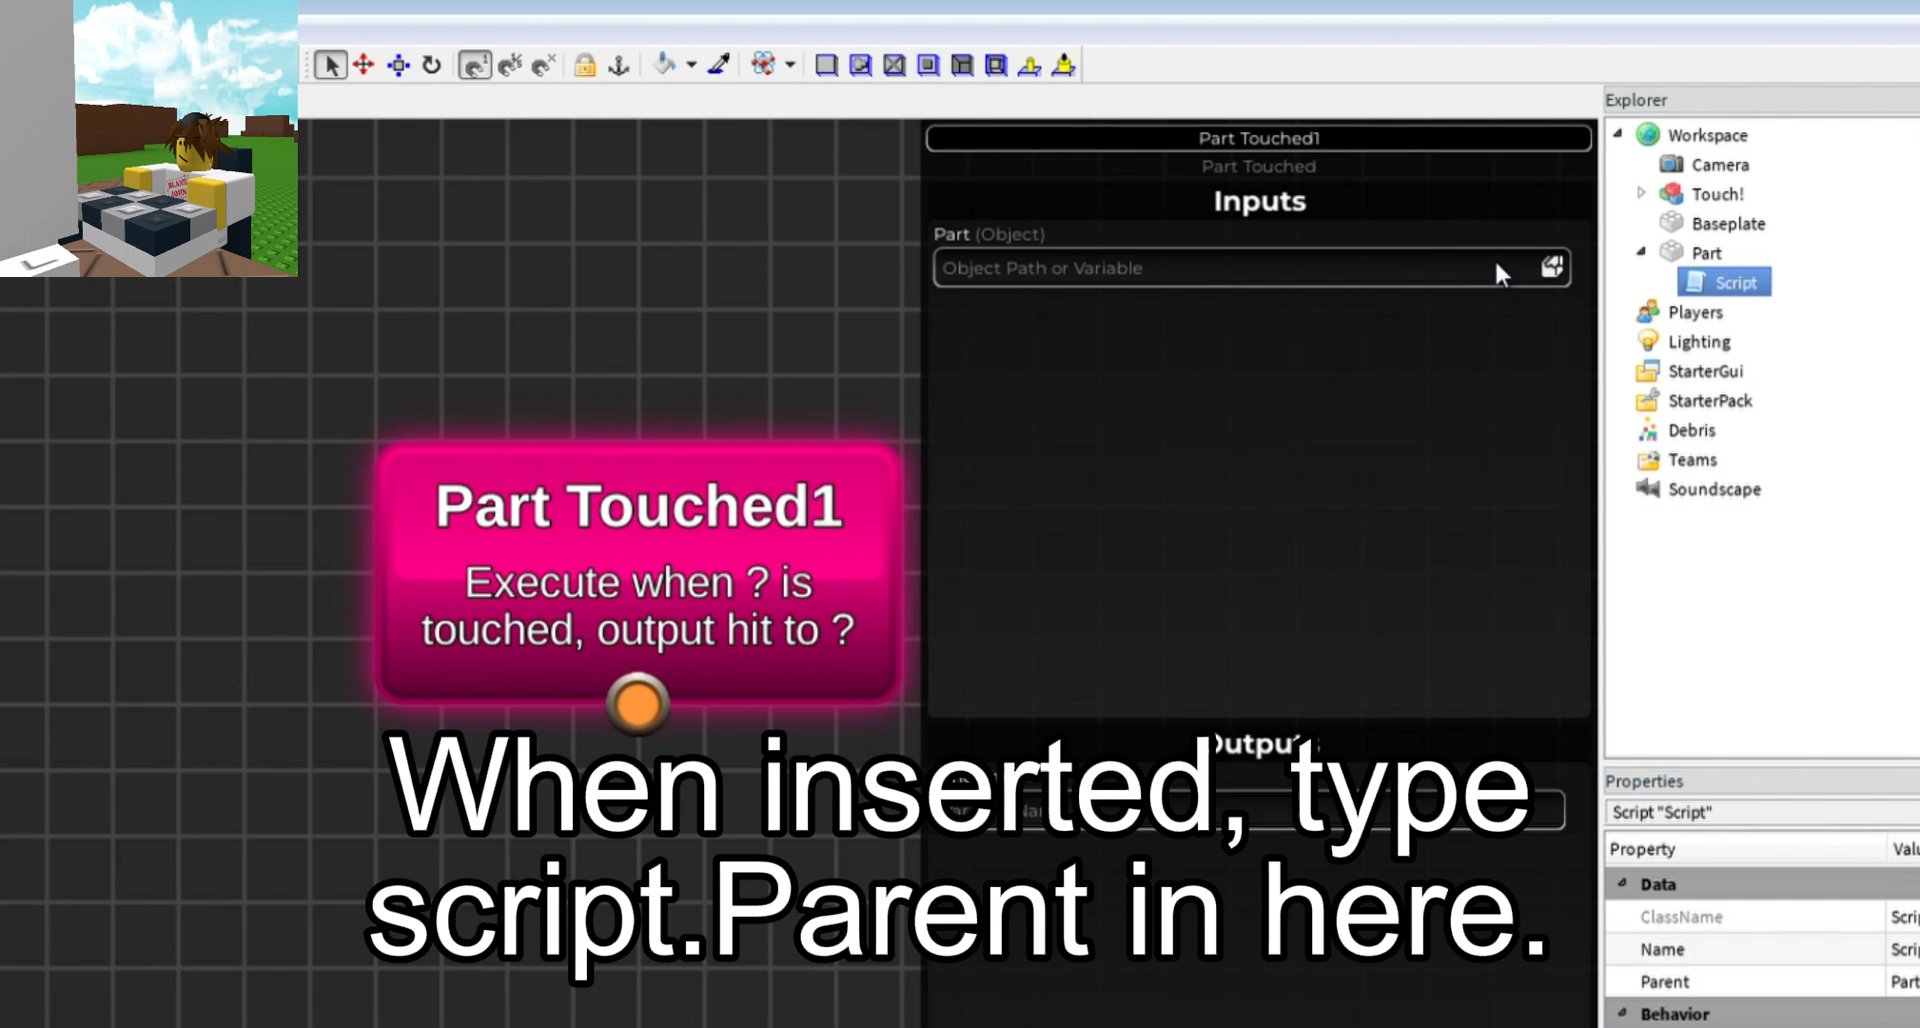 Part Touched1
Part Touched
Inputs
Part (Object)
Object Path or Variable
Part Touched1
Execute when ? is
touched, output hit to ?
When inserted, type
script.Parent in here.
Explorer
Workspace
Camera
Touch!
Baseplate
Part
Script
Players
Lighting
StarterGui
StarterPack
Debris
Teams
Soundscape
Properties
Script "Script"
Property
Data
ClassName
Name
Parent Part
Behavior